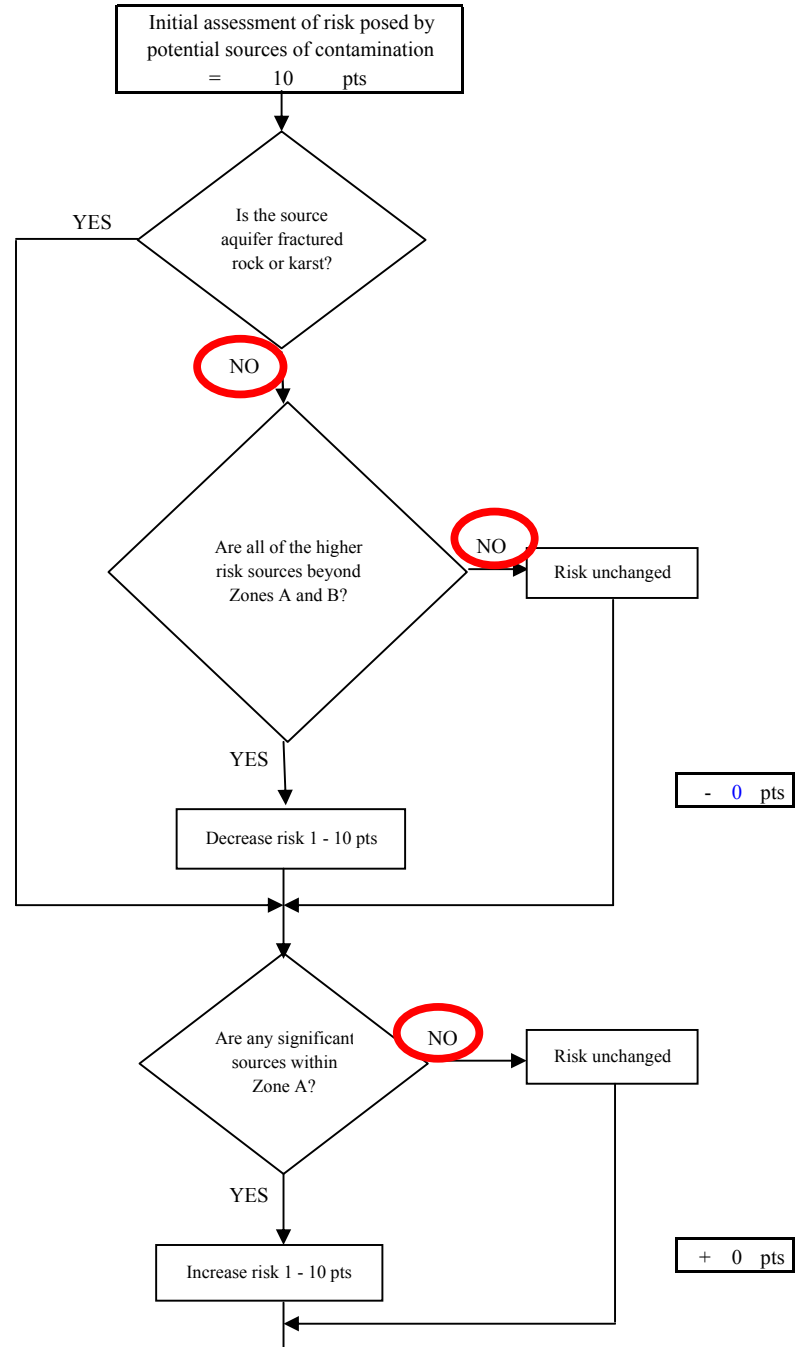 Initial assessment of risk posed by
potential sources of contamination
= 10 pts
YES
Is the source
aquifer fractured
rock or karst?
NO
Are all of the higher
risk sources beyond
Zones A and B?
NO
Risk unchanged
YES
- 0 pts
Decrease risk 1 - 10 pts
Are any significant
sources within
Zone A?
NO
Risk unchanged
YES
+ 0 pts
Increase risk 1 - 10 pts